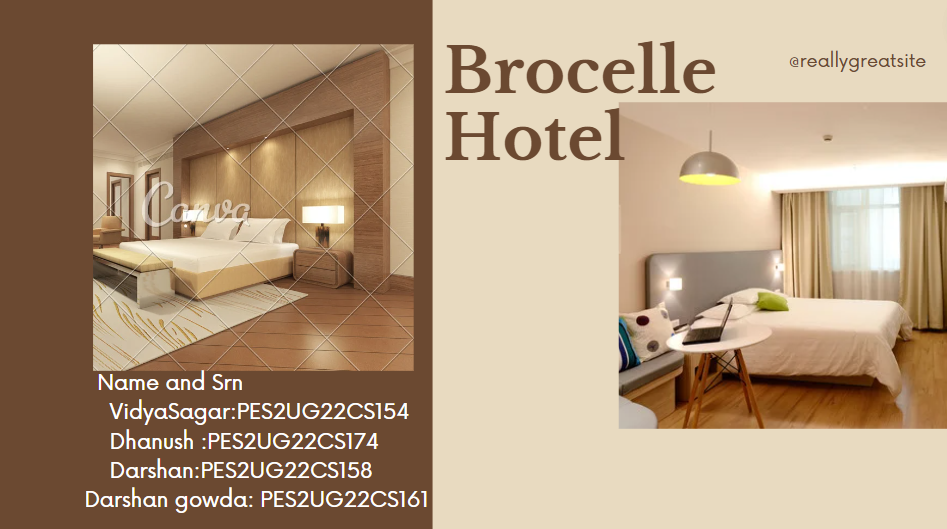 Brocelle
Hotel
@reallygreatsite
Canva
Name and Srn
VidyaSagar:PES2UG22CS154
Dhanush :PES2UG22CS174
Darshan:PES2UG22CS158
Darshan gowda: PES2UG22CS161